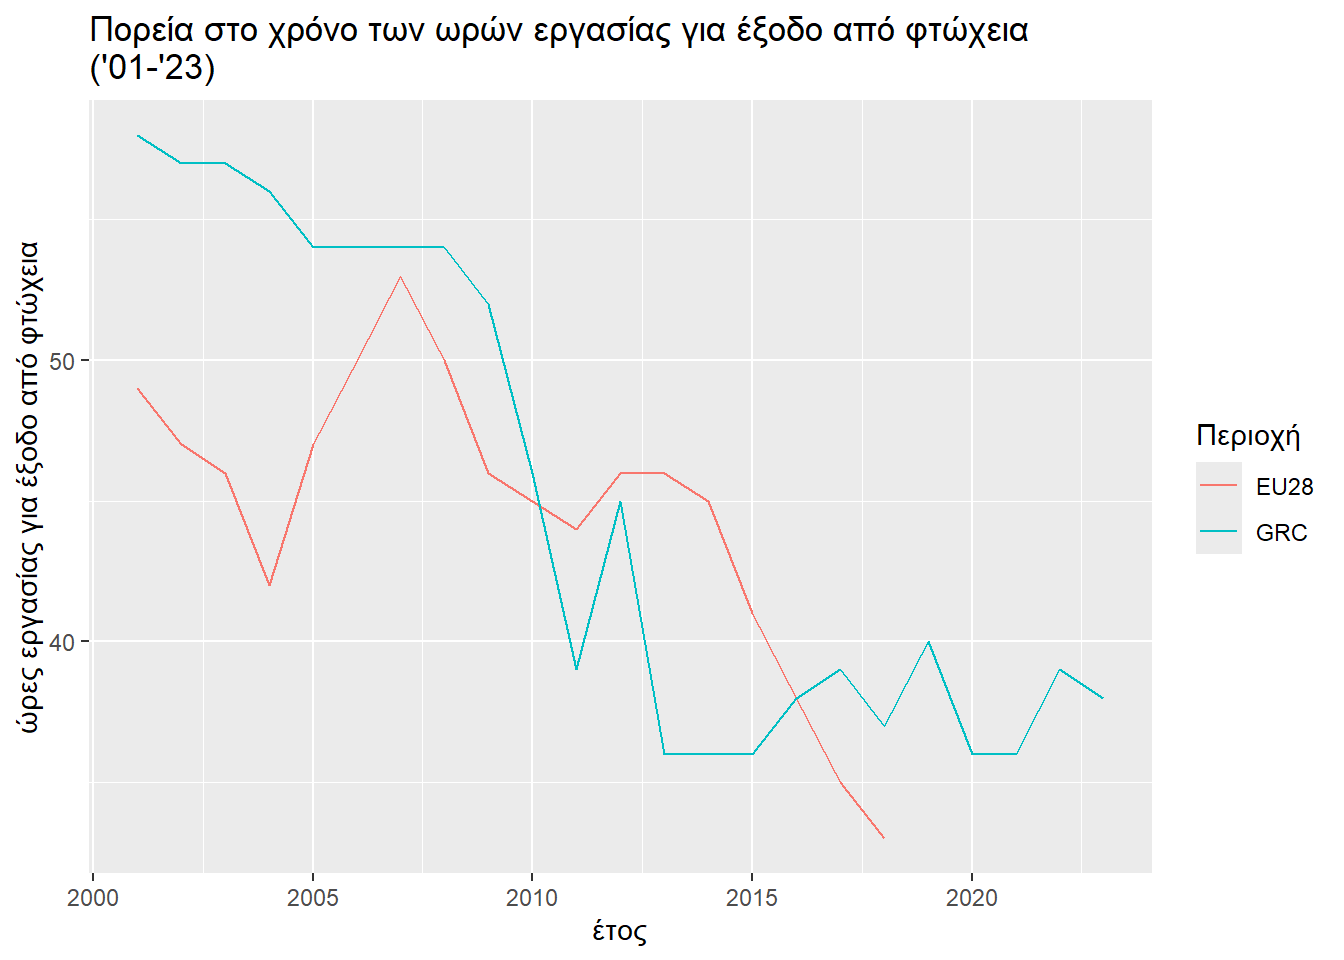 Πορεία στο χρόνο των ωρών εργασίας για έξοδο από φτώχεια
('01-'23)
ώρες εργασίας για έξοδο από φτώχεια
50
40
2000
2005
2010
2015
2020
έτος
Περιοχή
EU28
GRC